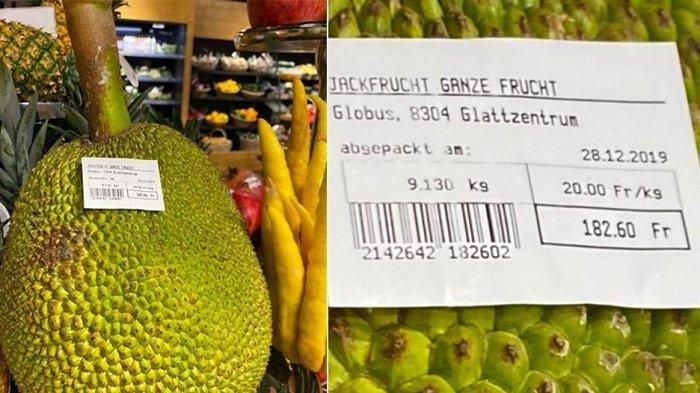 JACKFRUCHT GANZE FRUCHT
Globus, 8304 Glattzentrum
abgepackt am:
28.12.2019
9.130 kg
20.00 Fr/kg
182.60 Fr
2142642 182602